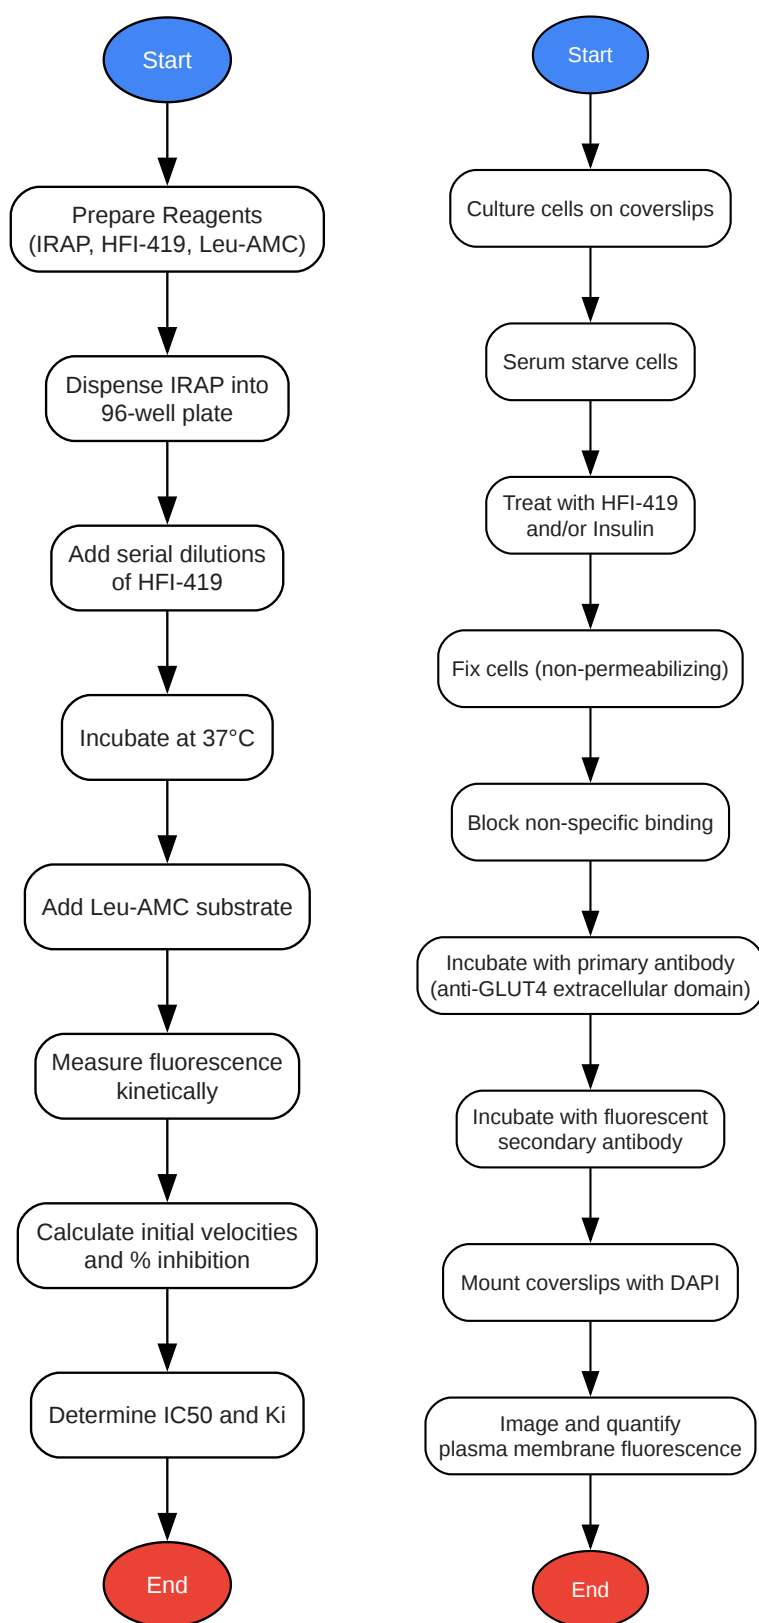 Start
Prepare Reagents
(IRAP, HFI-419, Leu-AMC)
Dispense IRAP into
96-well plate
Add serial dilutions
of HFI-419
Incubate at 37°C
Add Leu-AMC substrate
Measure fluorescence
kinetically
Calculate initial velocities
and % inhibition
Determine IC50 and Ki
End
Start
Culture cells on coverslips
Serum starve cells
Treat with HFI-419
and/or Insulin
Fix cells (non-permeabilizing)
Block non-specific binding
Incubate with primary antibody
(anti-GLUT4 extracellular domain)
Incubate with fluorescent
secondary antibody
Mount coverslips with DAPI
Image and quantify
plasma membrane fluorescence
End